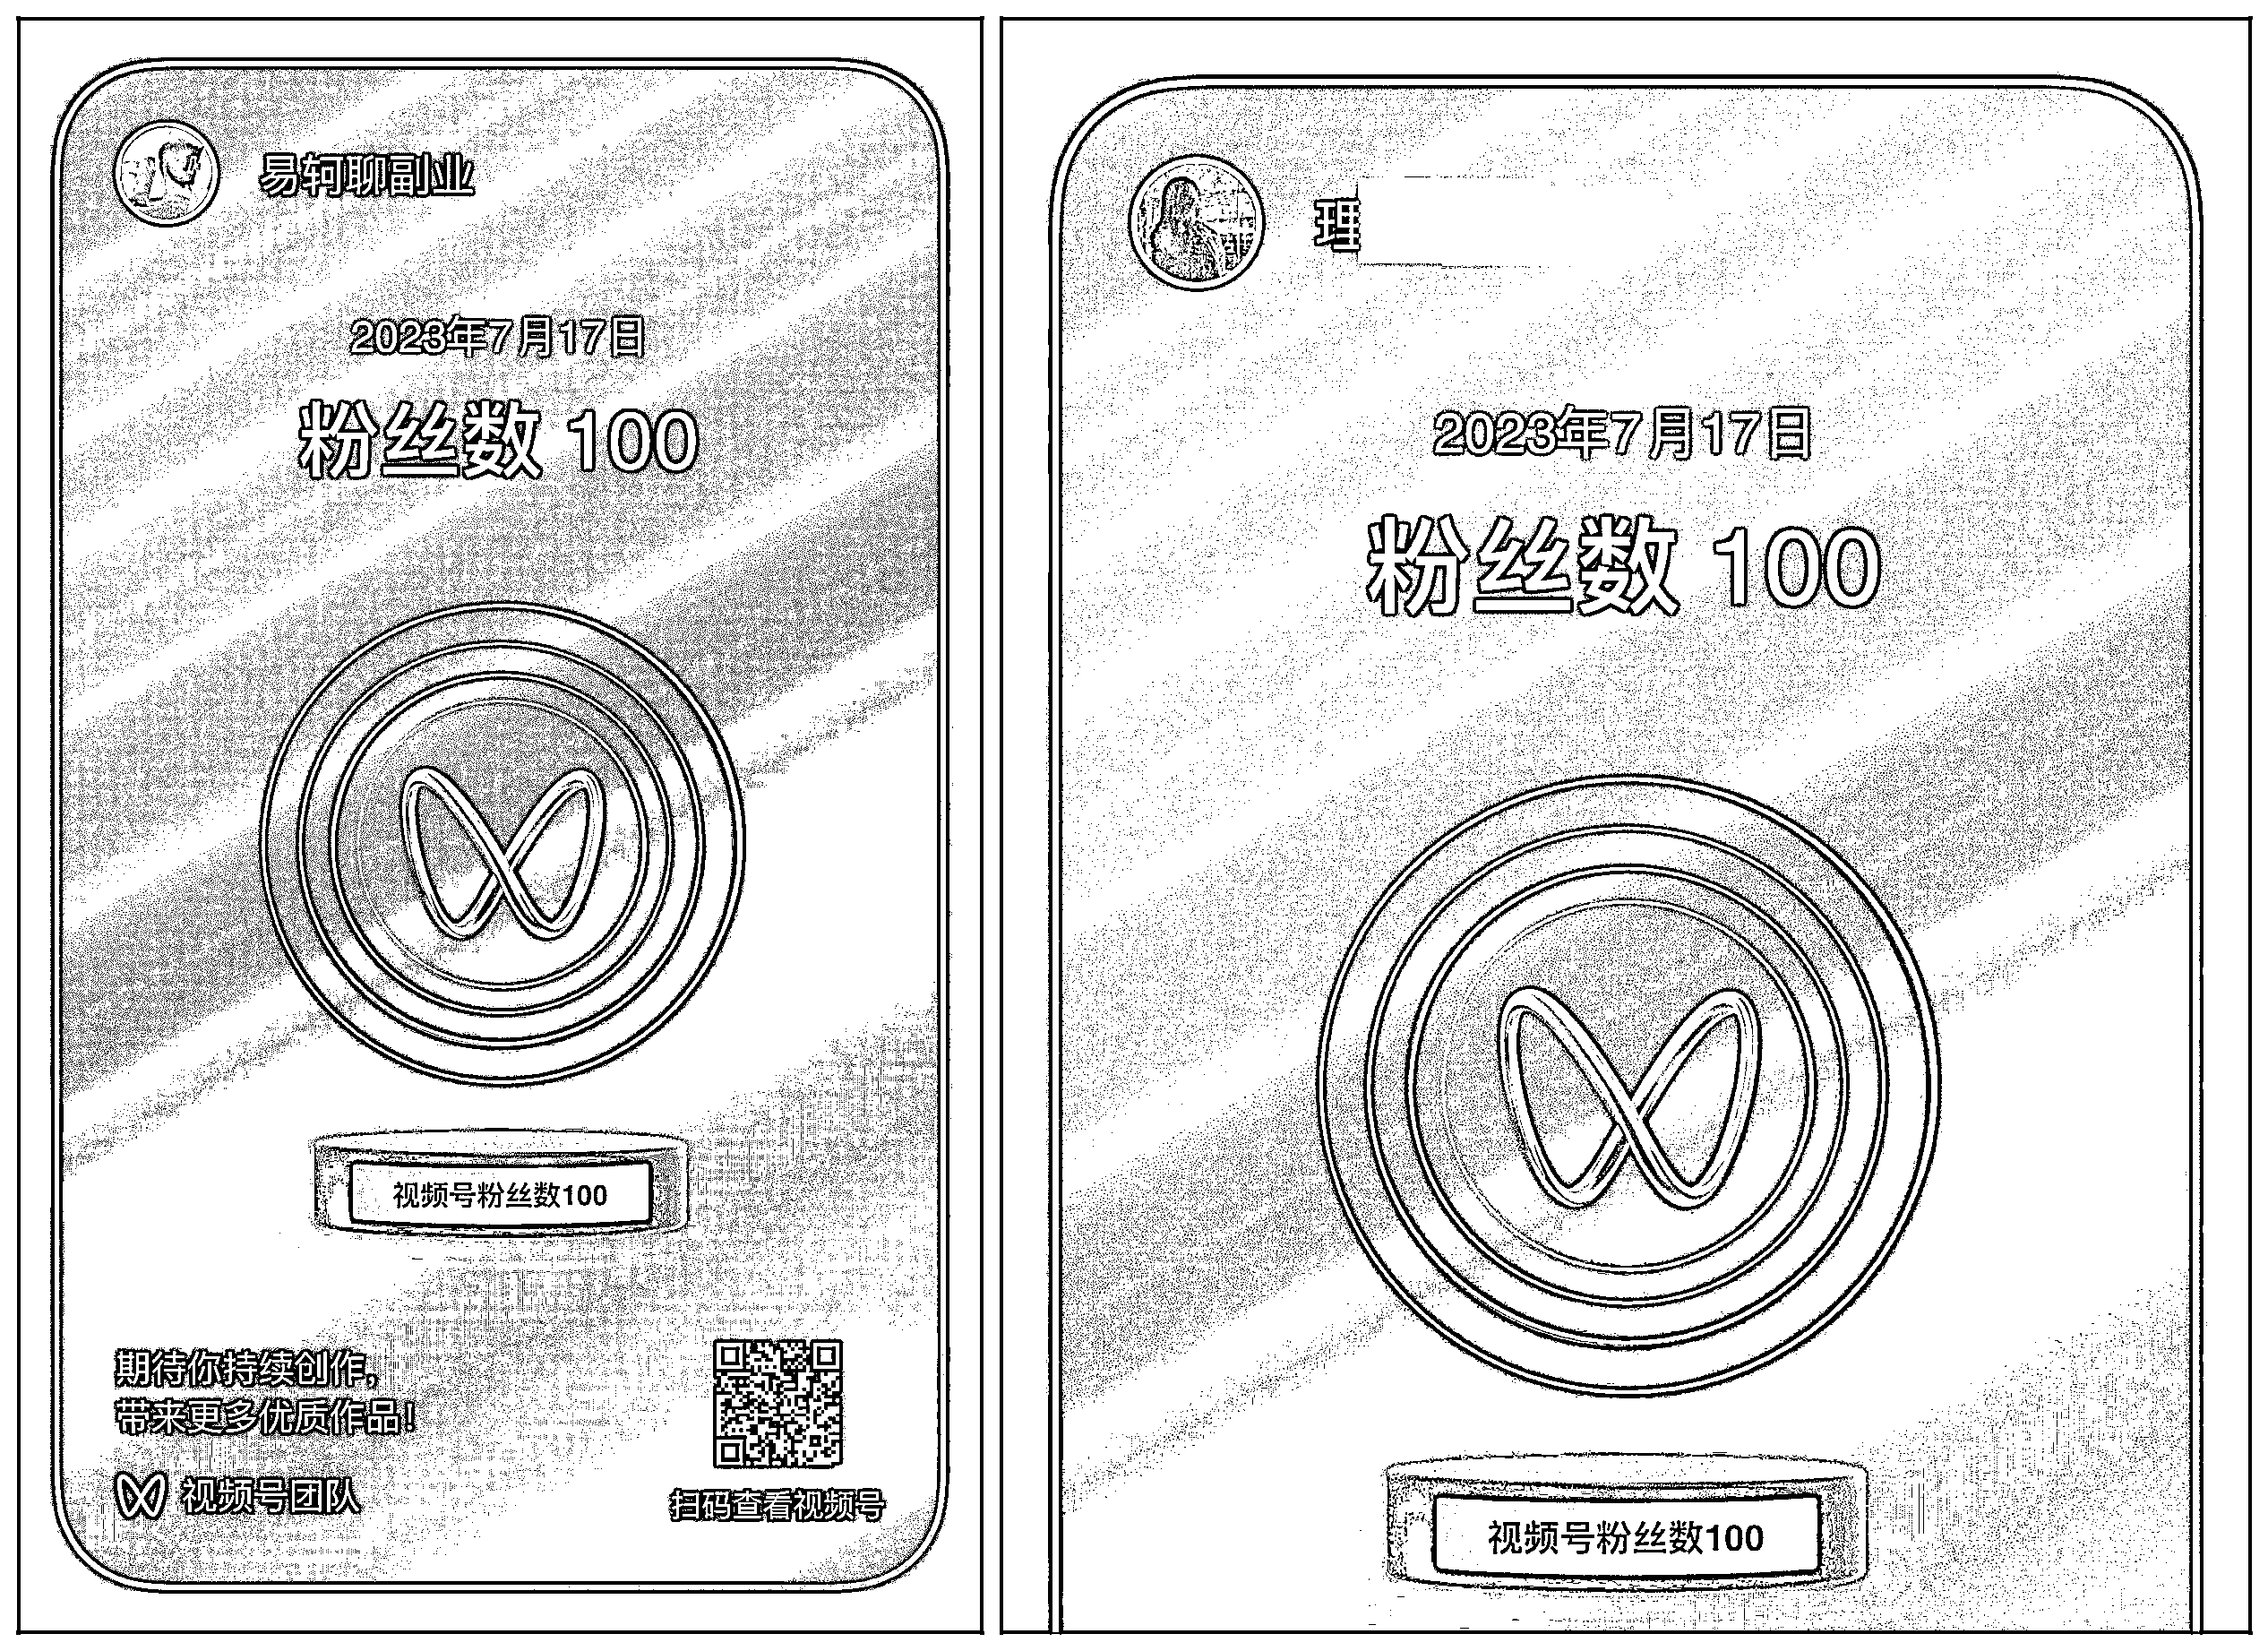 易轲聊副业
2023年7月17日
粉丝数 100
视频号粉丝数100
期待你持续创作,
带来更多优质作品!
视频号团队
扫码查看视频号
理
2023年7月17日
粉丝数 100
视频号粉丝数100